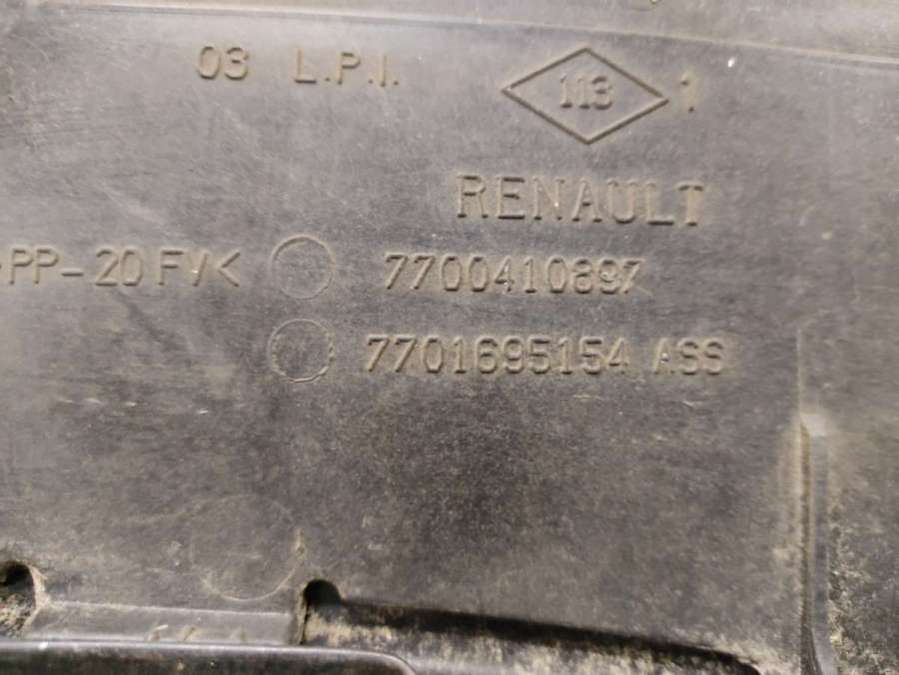 03 L.P.I.
113 1
RENAULT
PP-20 FV<
7700410897
7701695154 ASS